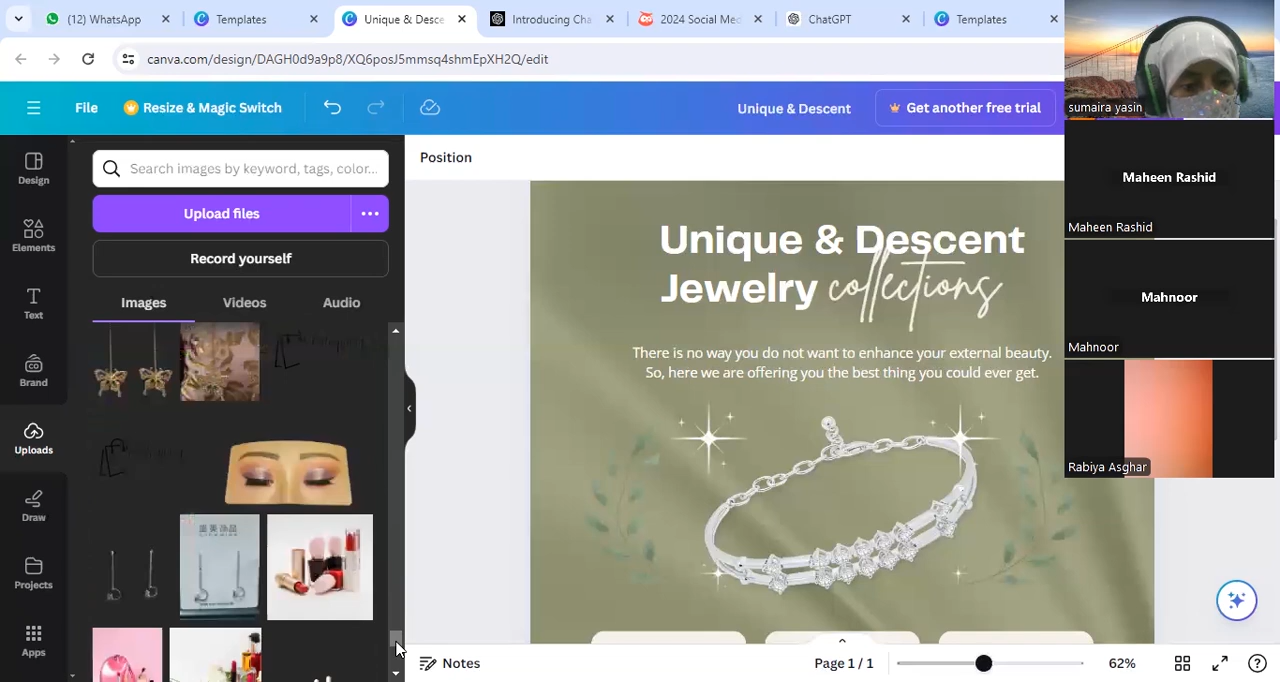 (12) WhatsApp
Templates
Unique & Desce
Introducing Cha
2024 Social Med
ChatGPT
Templates
canva.com/design/DAGH0d9a9p8/XQ6posJ5mmsq4shmEpXH2Q/edit
File
Resize & Magic Switch
Unique & Descent
Get another free trial
sumaira yasin
Design
Elements
Text
Brand
Uploads
Draw
Projects
Apps
Search images by keyword, tags, color...
Upload files
Record yourself
Images
Videos
Audio
Position
Unique & Descent
Jewelry collections
There is no way you do not want to enhance your external beauty.
So, here we are offering you the best thing you could ever get.
Maheen Rashid
Maheen Rashid
Mahnoor
Mahnoor
Rabiya Asghar
Notes
Page 1 / 1
62%